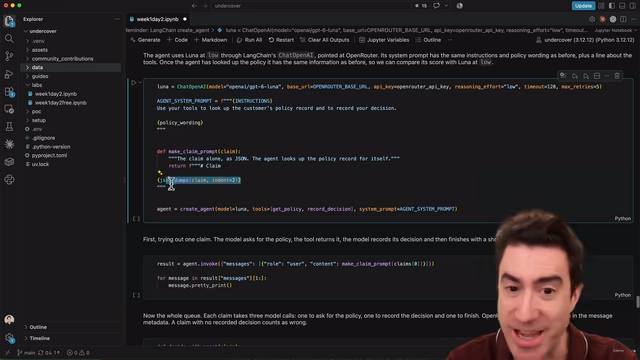 undercover
Update
EXPLORER
week1day2.ipynb
UNDERCOVER
.venv
assets
community_contributions
data
guides
labs
week1day2.ipynb
week1day2free.ipynb
poc
setup
.gitignore
pyproject.toml
uv.lock
Outline
Timeline
Generate
+ Code
+ Markdown
Run All
Restart
Clear All Outputs
Jupyter Variables
Outline
undercover (3.12.12)
The agent uses Luna at low through LangChain's ChatOpenAI, pointed at OpenRouter. Its system prompt has the same instructions and policy wording as before, plus a line about the
tools. Once the agent has looked up the policy it has the same information as before, so we can compare its score with Luna at low.
luna = ChatOpenAI(model="openai/gpt-6-luna", base_url=OPENROUTER_BASE_URL, api_key=openrouter_api_key, reasoning_effort="low", timeout=120, max_retries=5)
AGENT_SYSTEM_PROMPT = f"""{INSTRUCTIONS}
Use your tools to look up the customer's policy record and to record your decision.
{policy_wording}
"""
def make_claim_prompt(claim):
"""The claim alone, as JSON. The agent looks up the policy record for itself."""
return f"""# Claim
dumps(claim, indent=2)}
"""
agent = create_agent(model=luna, tools=[get_policy, record_decision], system_prompt=AGENT_SYSTEM_PROMPT)
Python
First, trying out one claim. The model asks for the policy, the tool returns it, the model records its decision and then finishes with a
result = agent.invoke({"messages": [{"role": "user", "content": make_claim_prompt(claims[0])}]})
for message in result["messages"][1:]:
message.pretty_print()
Now the whole queue. Each claim takes three model calls: one to ask for the policy, one to record the decision and one to finish.
metadata. A claim with no recorded decision counts as wrong.